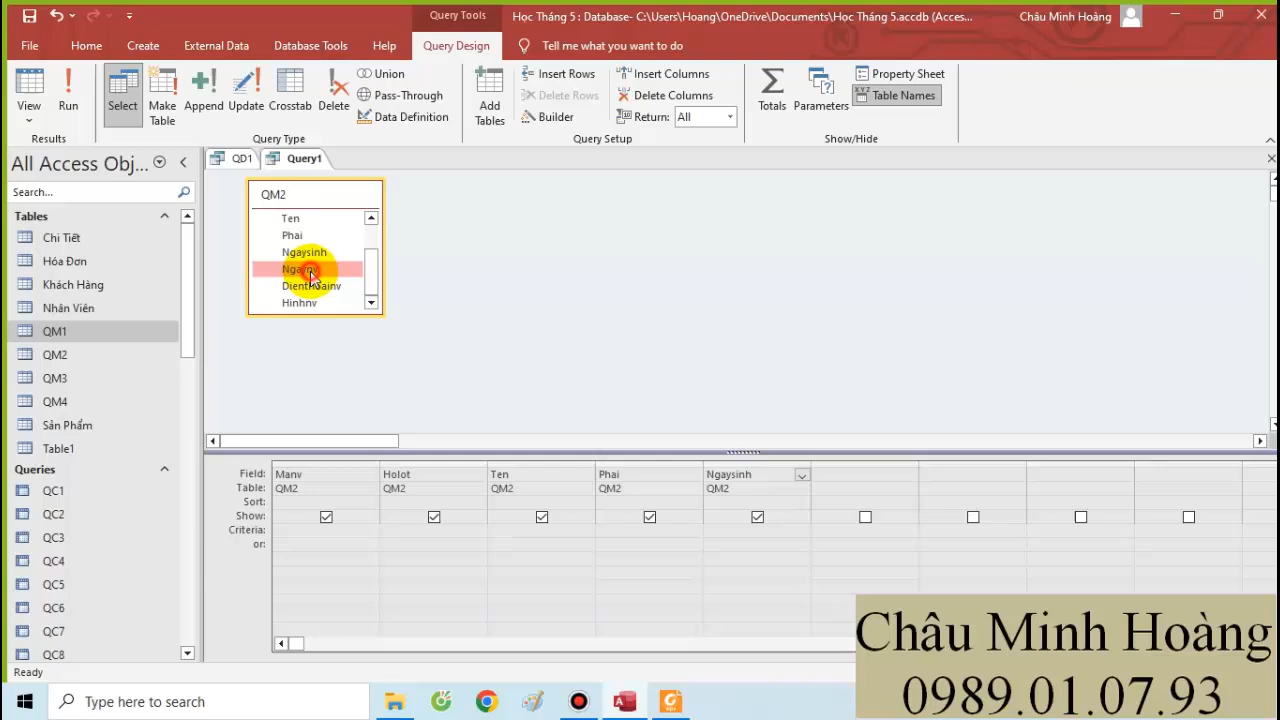 Query Tools
Học Tháng 5 : Database- C:\Users\Hoang\OneDrive\Documents\Học Tháng 5.accdb (Acces...
Châu Minh Hoàng
File
Home
Create
External Data
Database Tools
Help
Query Design
Tell me what you want to do
View
Run
Select
Make Table
Append
Update
Crosstab
Delete
Union
Pass-Through
Data Definition
Add Tables
Insert Rows
Delete Rows
Builder
Insert Columns
Delete Columns
Return: All
Totals
Parameters
Property Sheet
Table Names
Results
Query Type
Query Setup
Show/Hide
All Access Obj...
Search...
Tables
Chi Tiết
Hóa Đơn
Khách Hàng
Nhân Viên
QM1
QM2
QM3
QM4
Sản Phẩm
Table1
Queries
QC1
QC2
QC3
QC4
QC5
QC6
QC7
QC8
QD1
Query1
QM2
Ten
Phai
Ngaysinh
Hinhnv
Field: Manv Holot Ten Phai Ngaysinh
Table: QM2 QM2 QM2 QM2 QM2
Sort:
Show:
Criteria:
or:
Châu Minh Hoàng
0989.01.07.93
Ready
Type here to search